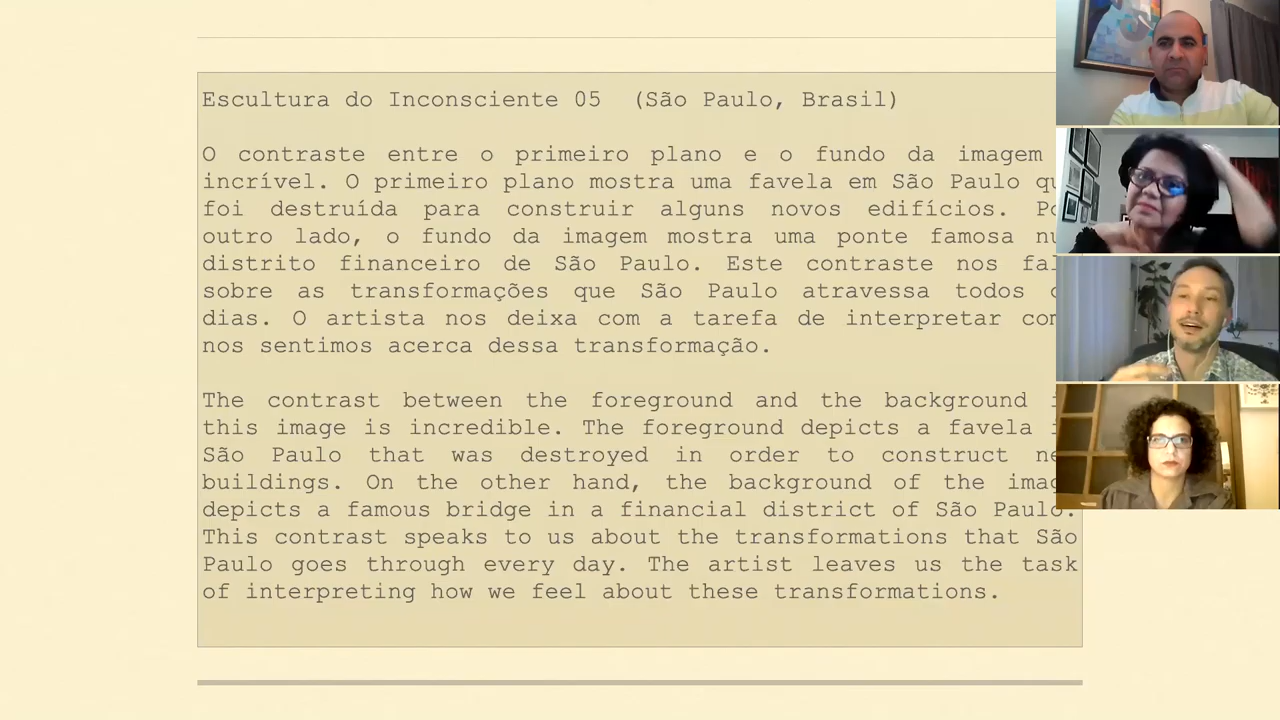 Escultura do Inconsciente 05 (São Paulo, Brasil)
O contraste entre o primeiro plano e o fundo da imagem
incrível. O primeiro plano mostra uma favela em São Paulo
foi destruída para construir alguns novos edifícios.
outro lado, o fundo da imagem mostra uma ponte famosa
distrito financeiro de São Paulo. Este contraste nos
sobre as transformações que São Paulo atravessa todos
dias. O artista nos deixa com a tarefa de interpretar
nos sentimos acerca dessa transformação.
The contrast between the foreground and the background
this image is incredible. The foreground depicts a favela
São Paulo that was destroyed in order to construct
buildings. On the other hand, the background of the
depicts a famous bridge in a financial district of São Paulo.
This contrast speaks to us about the transformations that São
Paulo goes through every day. The artist leaves us the task
of interpreting how we feel about these transformations.